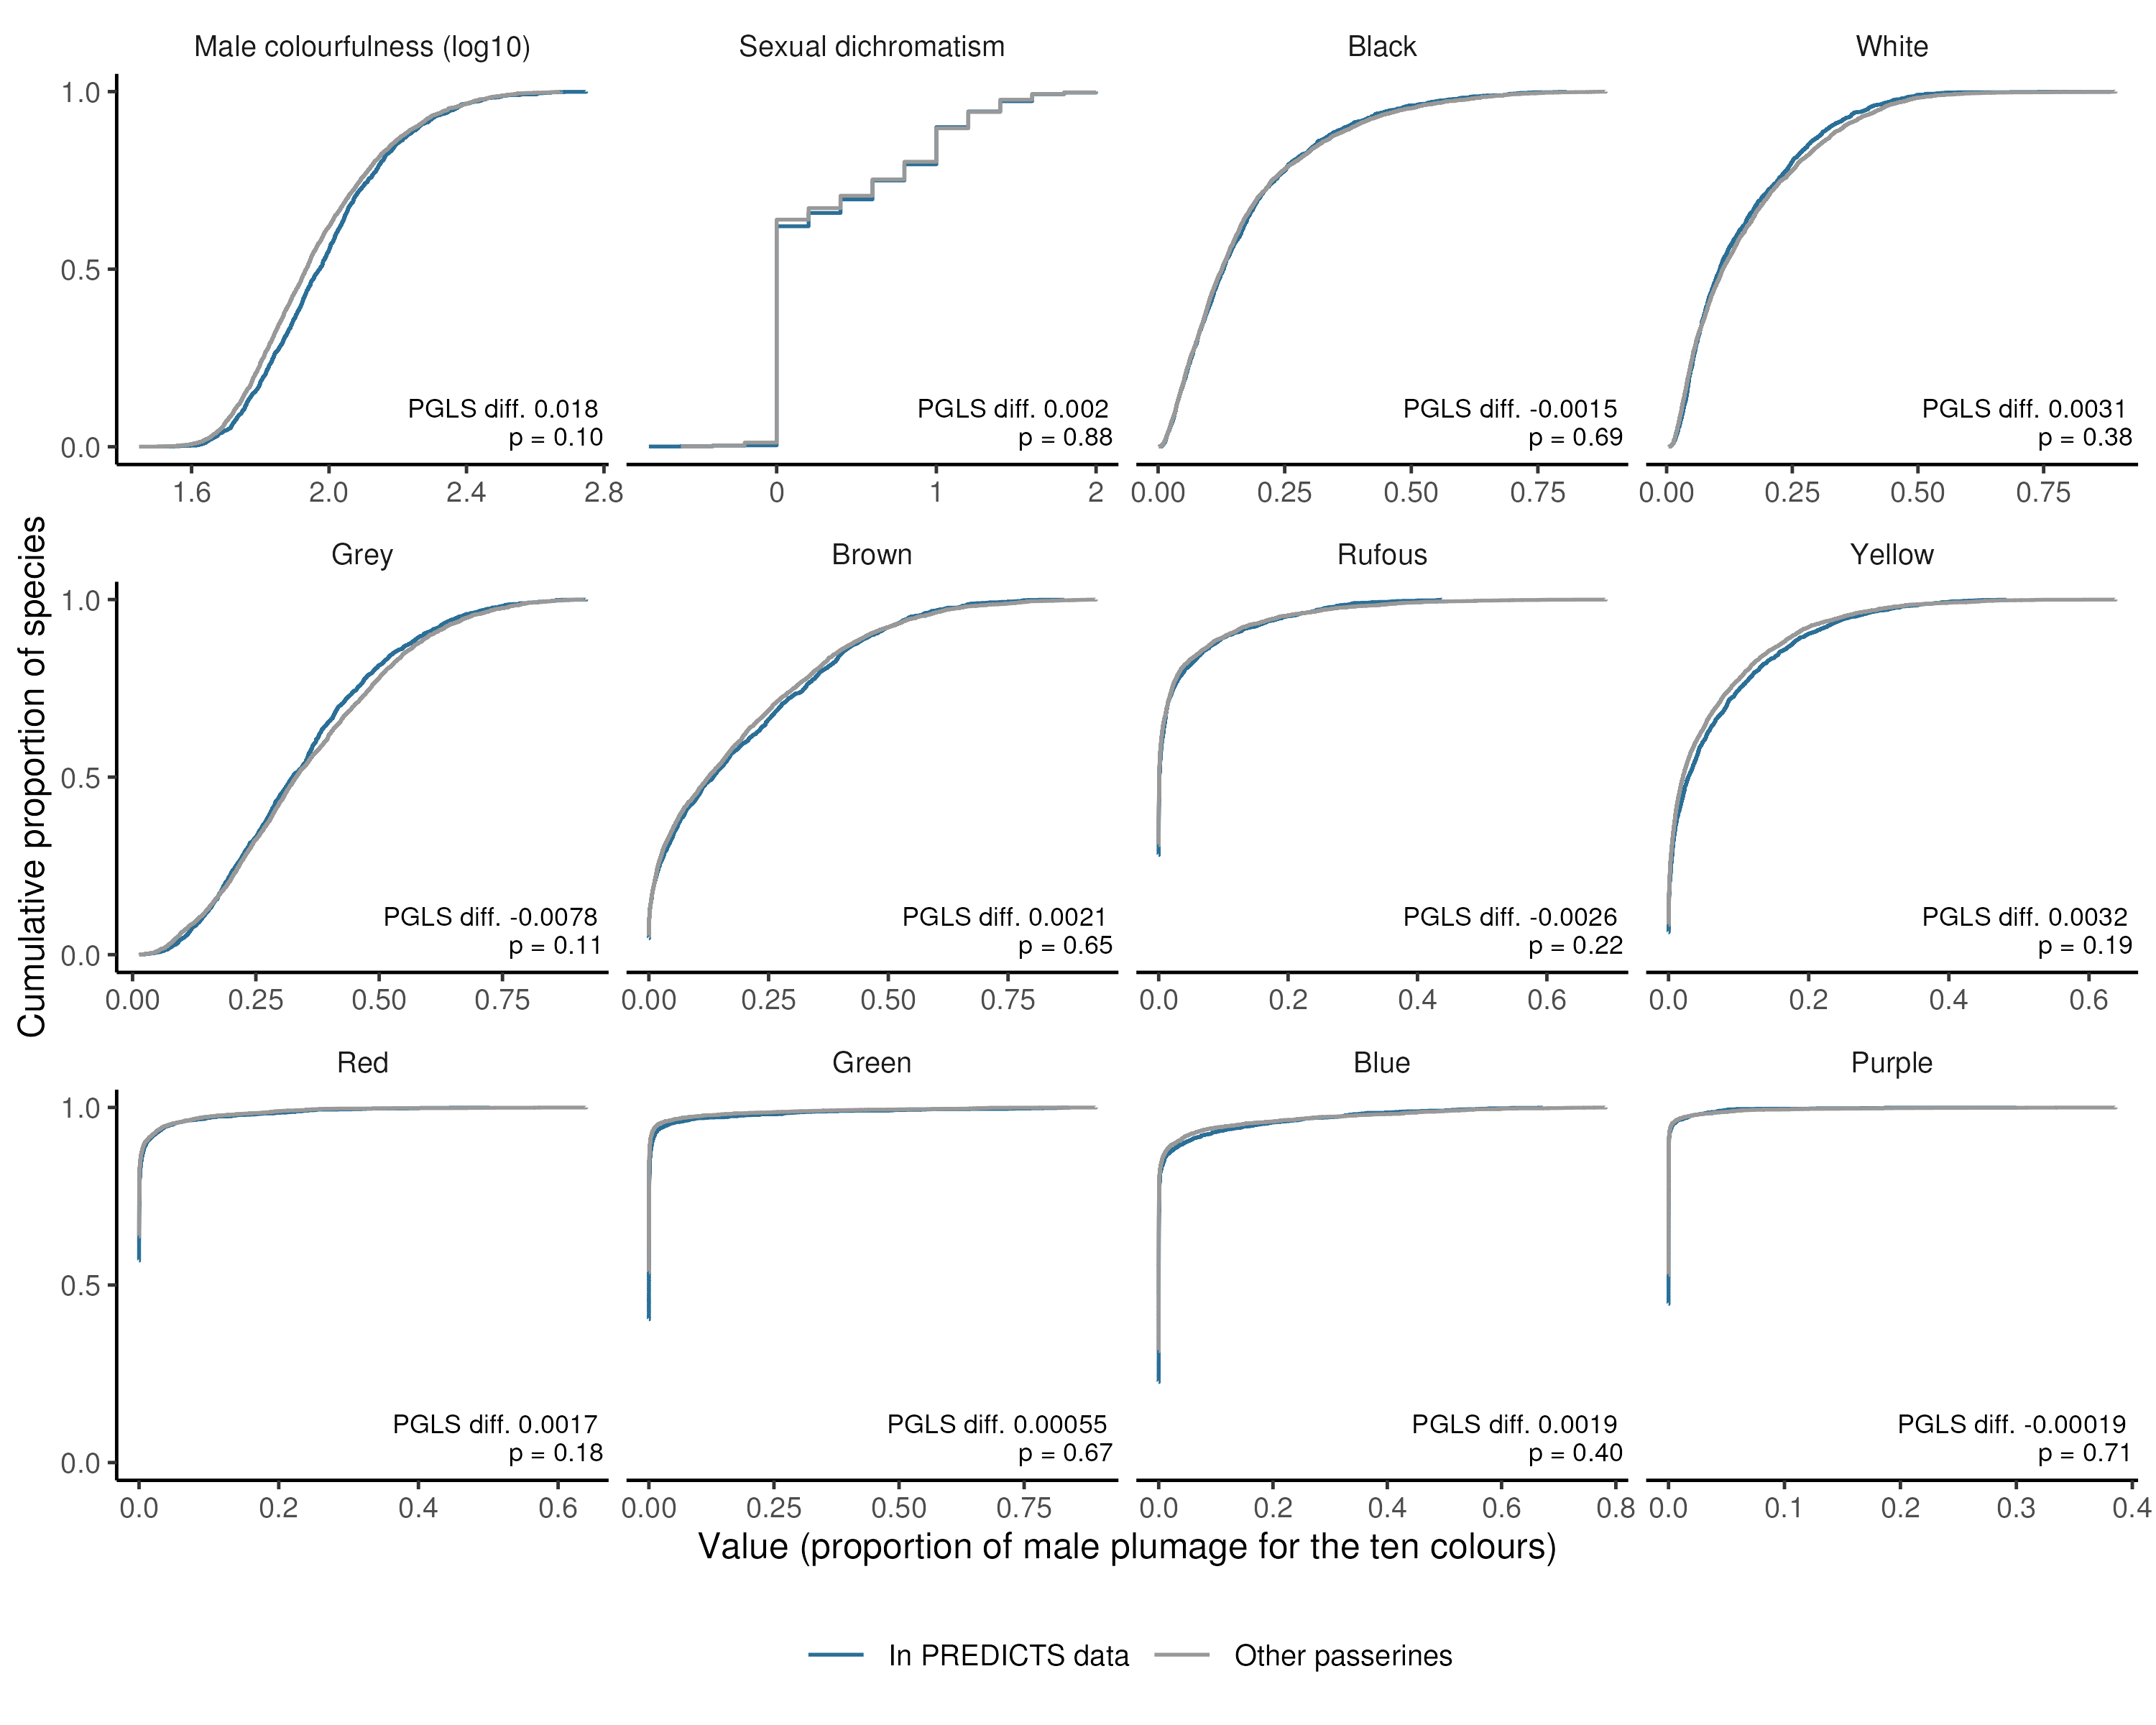 Male colourfulness (log10)
Sexual dichromatism
Black
White
1.0
0.5
0.0
PGLS diff. 0.018
p = 0.10
PGLS diff. 0.002
p = 0.88
PGLS diff. -0.0015
p = 0.69
PGLS diff. 0.0031
p = 0.38
1.6 2.0 2.4 2.8
0 1 2
0.00 0.25 0.50 0.75
0.00 0.25 0.50 0.75
Cumulative proportion of species
Grey
Brown
Rufous
Yellow
1.0
0.5
0.0
PGLS diff. -0.0078
p = 0.11
PGLS diff. 0.0021
p = 0.65
PGLS diff. -0.0026
p = 0.22
PGLS diff. 0.0032
p = 0.19
0.00 0.25 0.50 0.75
0.00 0.25 0.50 0.75
0.0 0.2 0.4 0.6
0.0 0.2 0.4 0.6
Red
Green
Blue
Purple
1.0
0.5
0.0
PGLS diff. 0.0017
p = 0.18
PGLS diff. 0.00055
p = 0.67
PGLS diff. 0.0019
p = 0.40
PGLS diff. -0.00019
p = 0.71
0.0 0.2 0.4 0.6
0.00 0.25 0.50 0.75
0.0 0.2 0.4 0.6 0.8
0.0 0.1 0.2 0.3 0.4
Value (proportion of male plumage for the ten colours)
In PREDICTS data
Other passerines